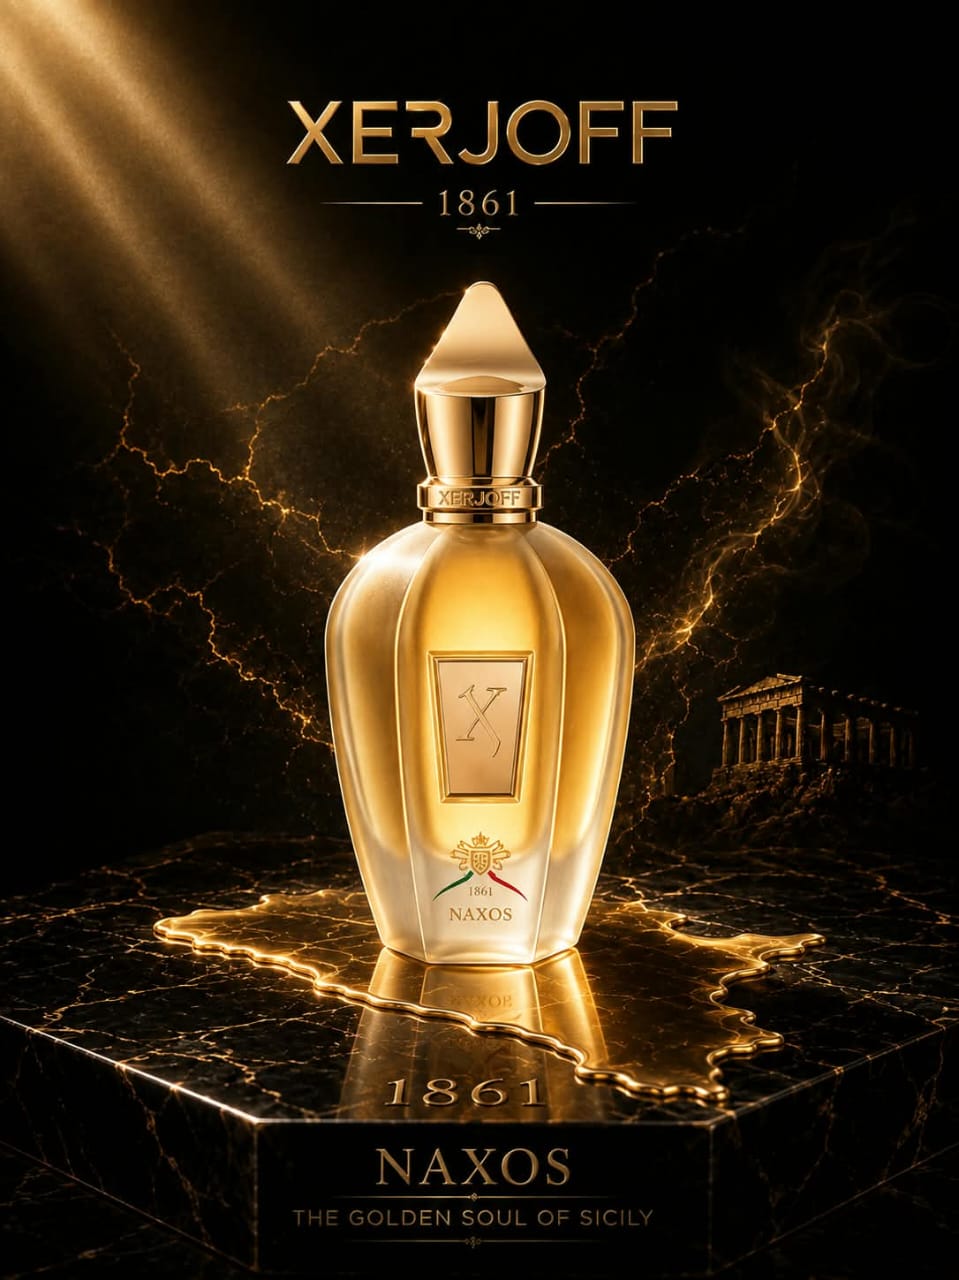 XERJOFF
1861
XERJOFF
X
1861
NAXOS
NAXOS
1861
NAXOS
THE GOLDEN SOUL OF SICILY